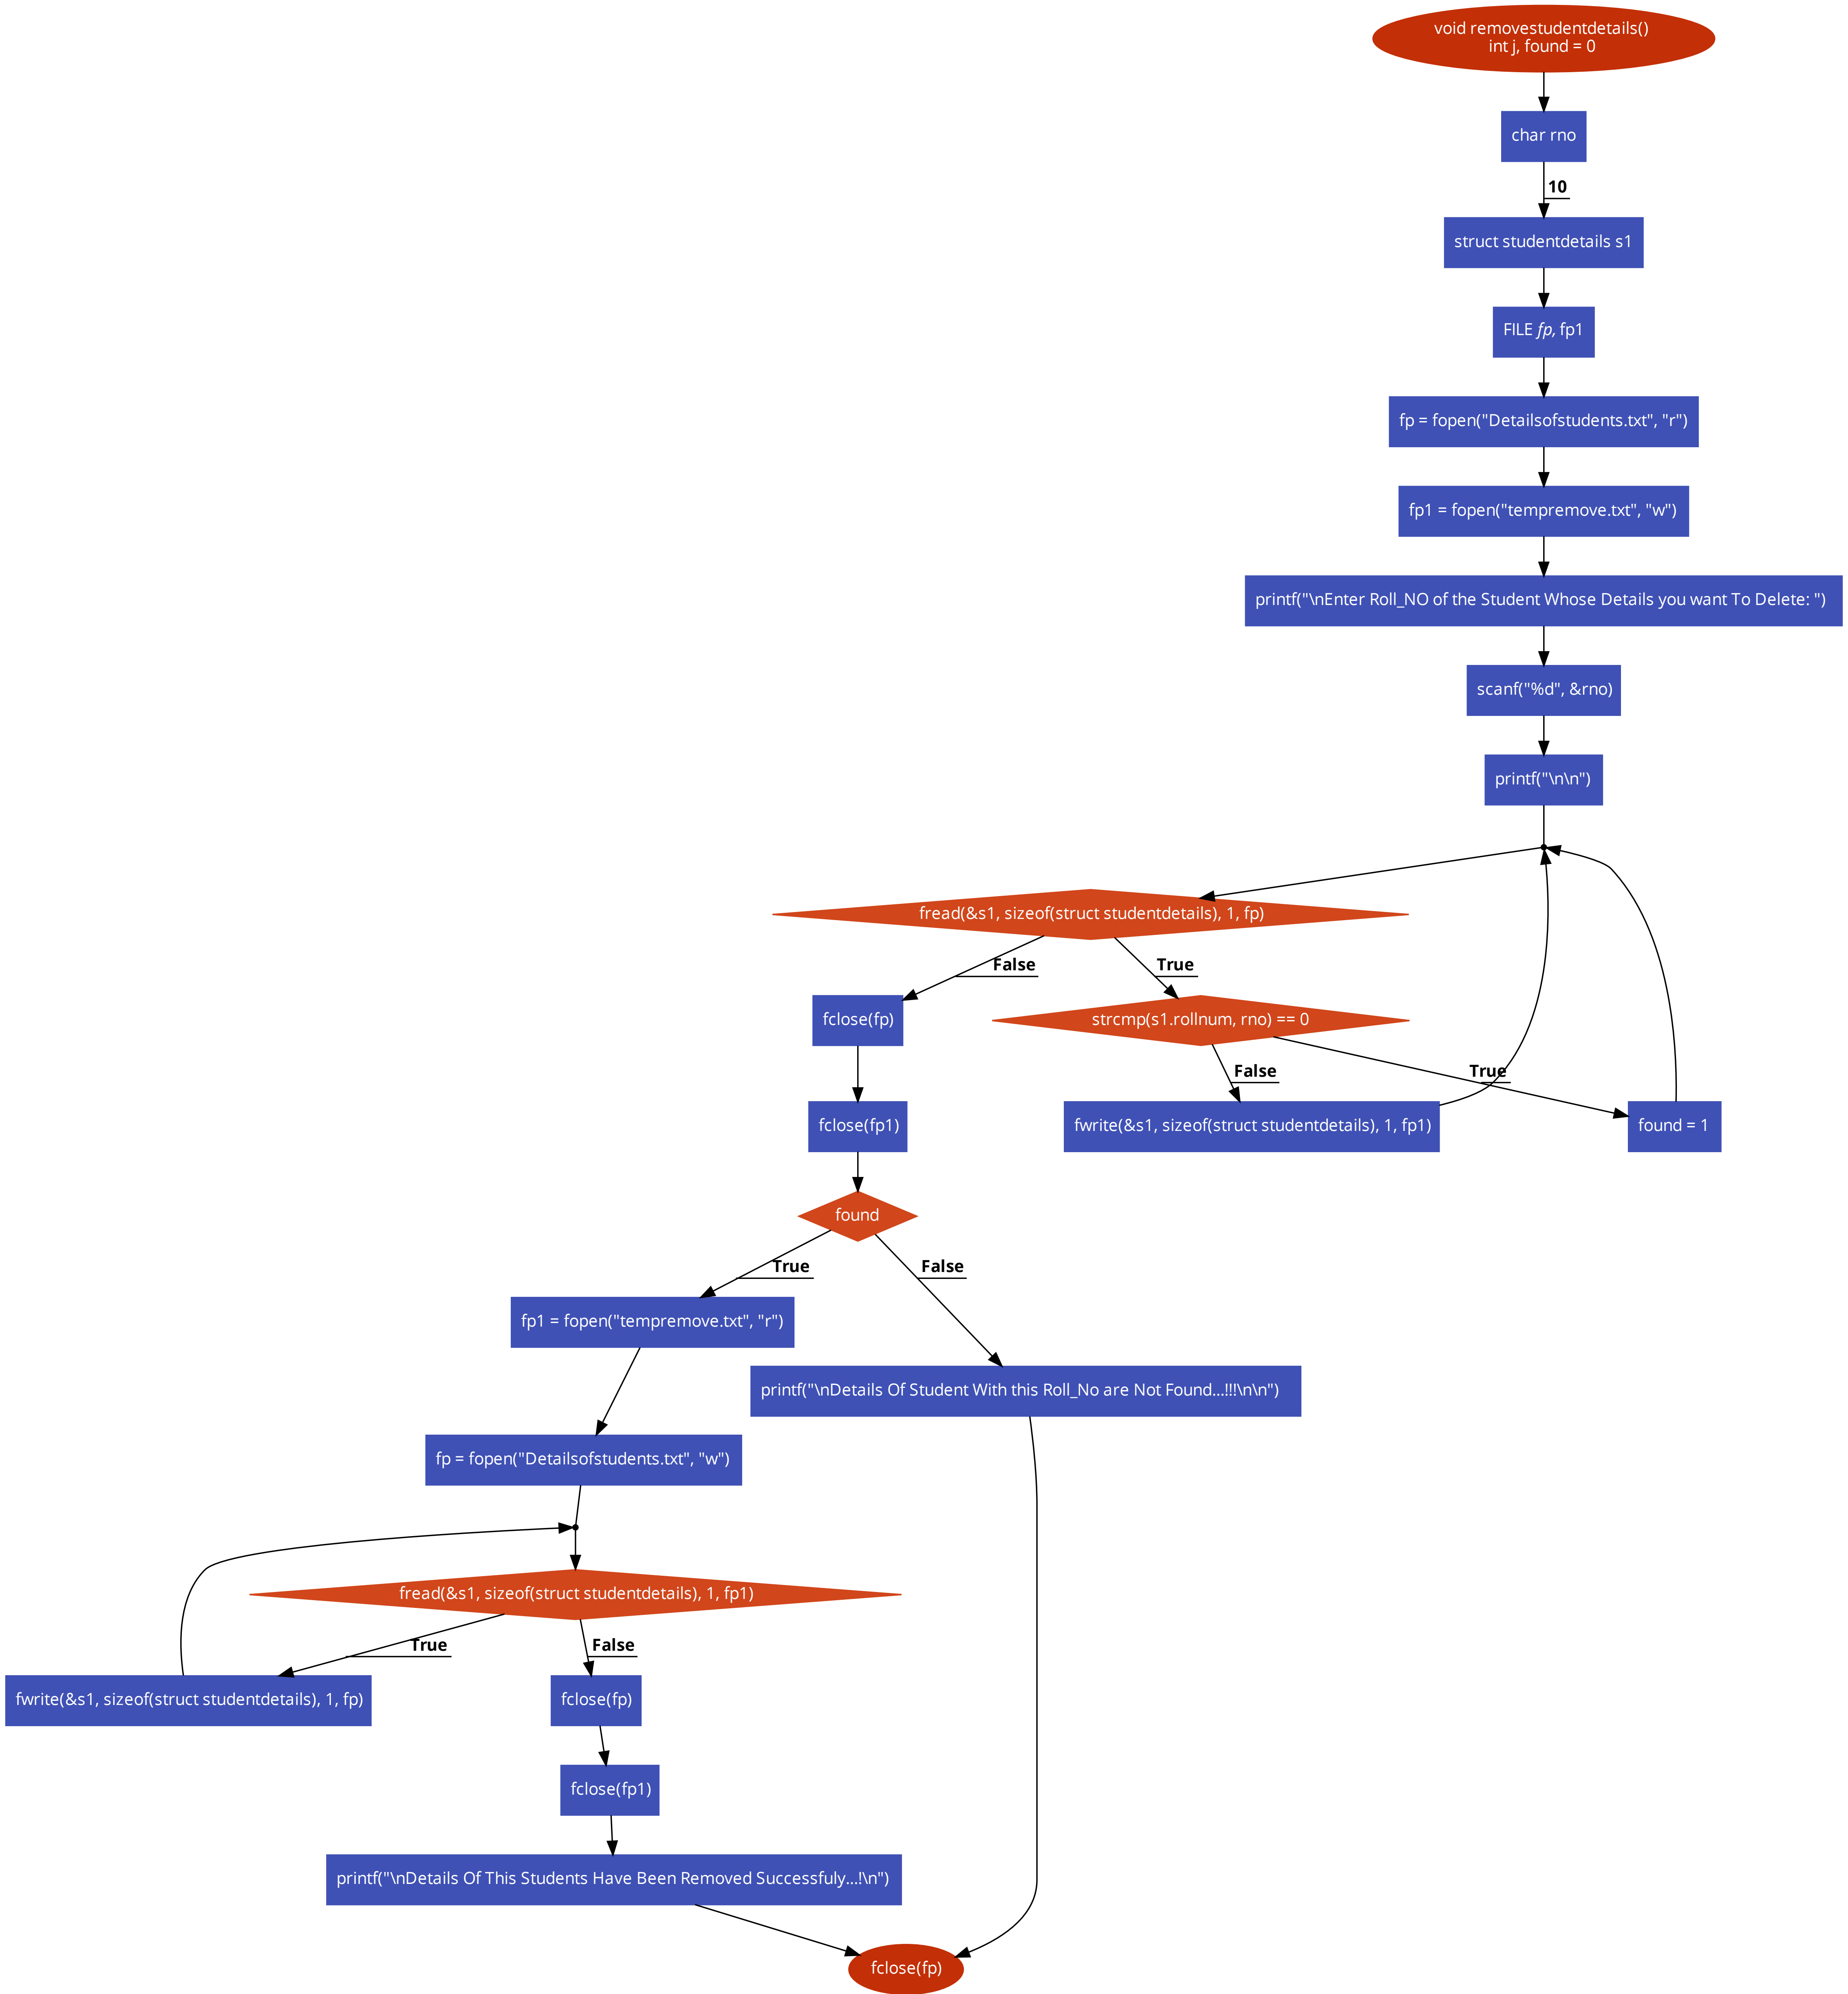 void removestudentdetails()
int j, found = 0
char rno
10
struct studentdetails s1
FILE fp, fp1
fp = fopen("Detailsofstudents.txt", "r")
fp1 = fopen("tempremove.txt", "w")
printf("\nEnter Roll_NO of the Student Whose Details you want To Delete: ")
scanf("%d", &rno)
printf("\n\n")
fread(&s1, sizeof(struct studentdetails), 1, fp)
False
True
fclose(fp)
strcmp(s1.rollnum, rno) == 0
False
True
fclose(fp1)
fwrite(&s1, sizeof(struct studentdetails), 1, fp1)
found = 1
found
True
False
fp1 = fopen("tempremove.txt", "r")
printf("\nDetails Of Student With this Roll_No are Not Found...!!!\n\n")
fp = fopen("Detailsofstudents.txt", "w")
fread(&s1, sizeof(struct studentdetails), 1, fp1)
True
False
fwrite(&s1, sizeof(struct studentdetails), 1, fp)
fclose(fp)
fclose(fp1)
printf("\nDetails Of This Students Have Been Removed Successfuly...!\n")
fclose(fp)